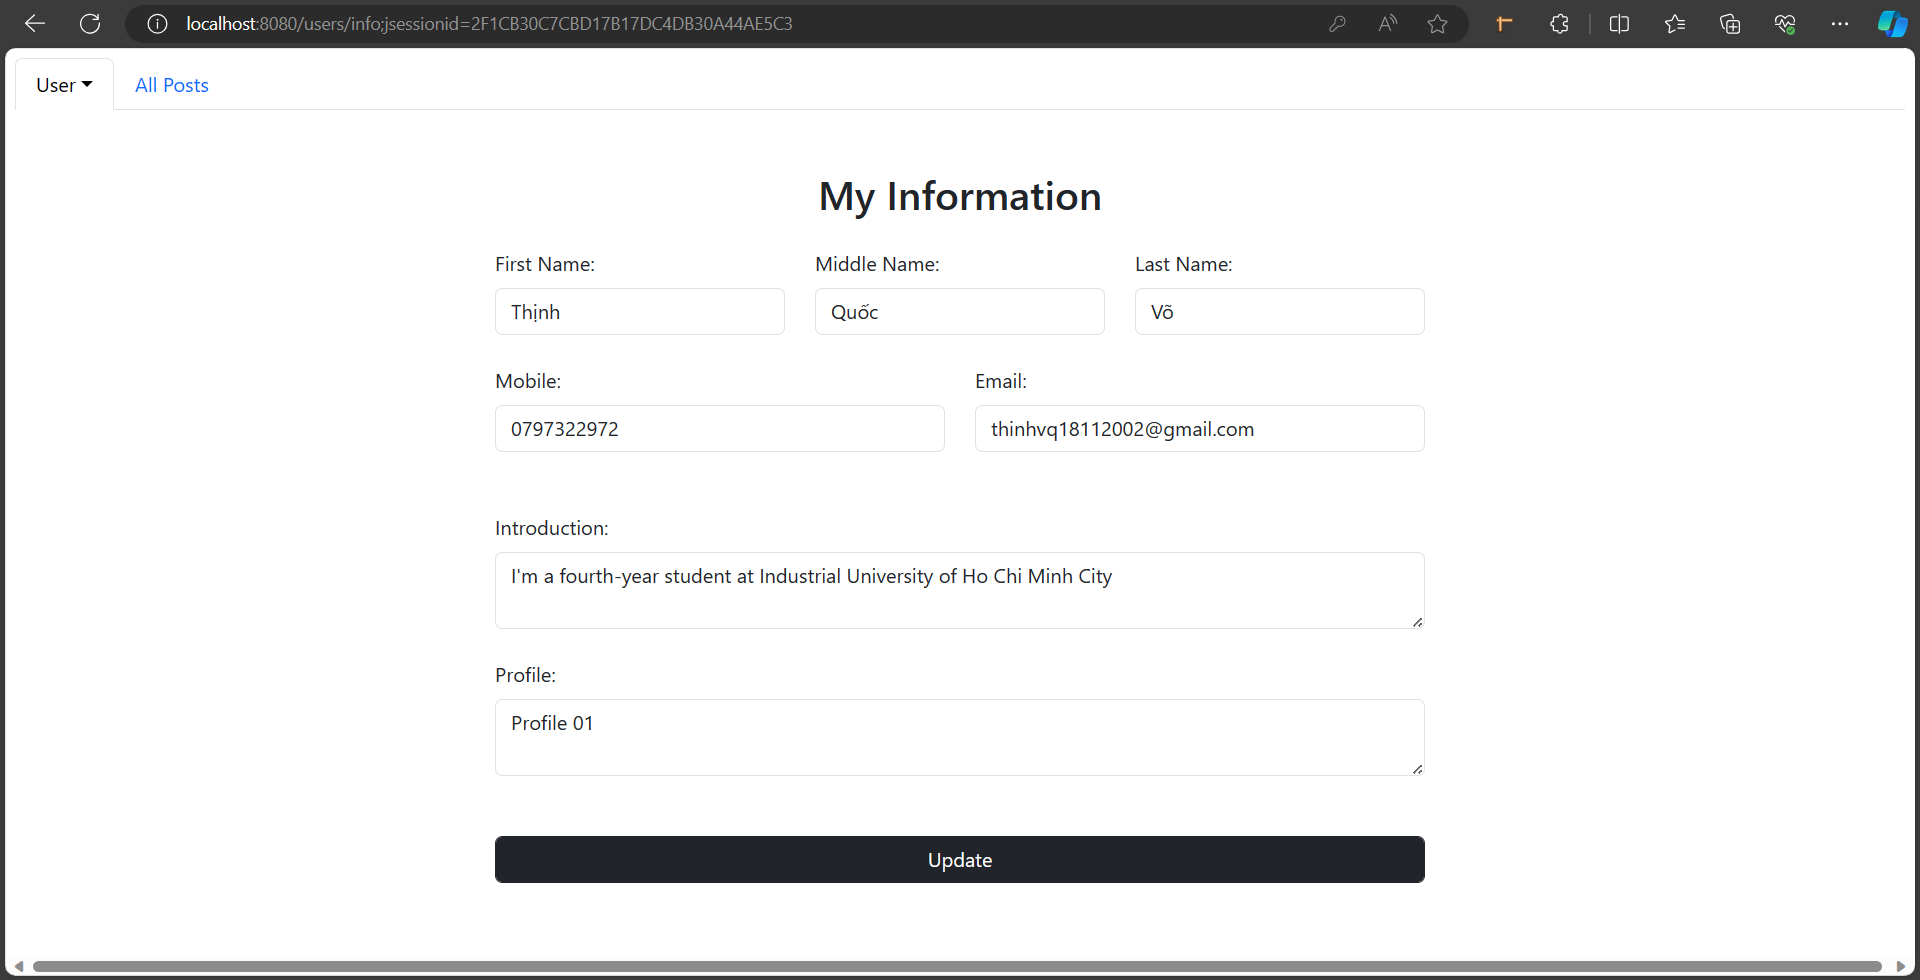 localhost:8080/users/info;jsessionid=2F1CB30C7CBD17B17DC4DB30A44AE5C3
User All Posts
My Information
First Name: Middle Name: Last Name:
Thịnh Quốc Võ
Mobile: Email:
0797322972 thinhvq18112002@gmail.com
Introduction:
I'm a fourth-year student at Industrial University of Ho Chi Minh City
Profile:
Profile 01
Update